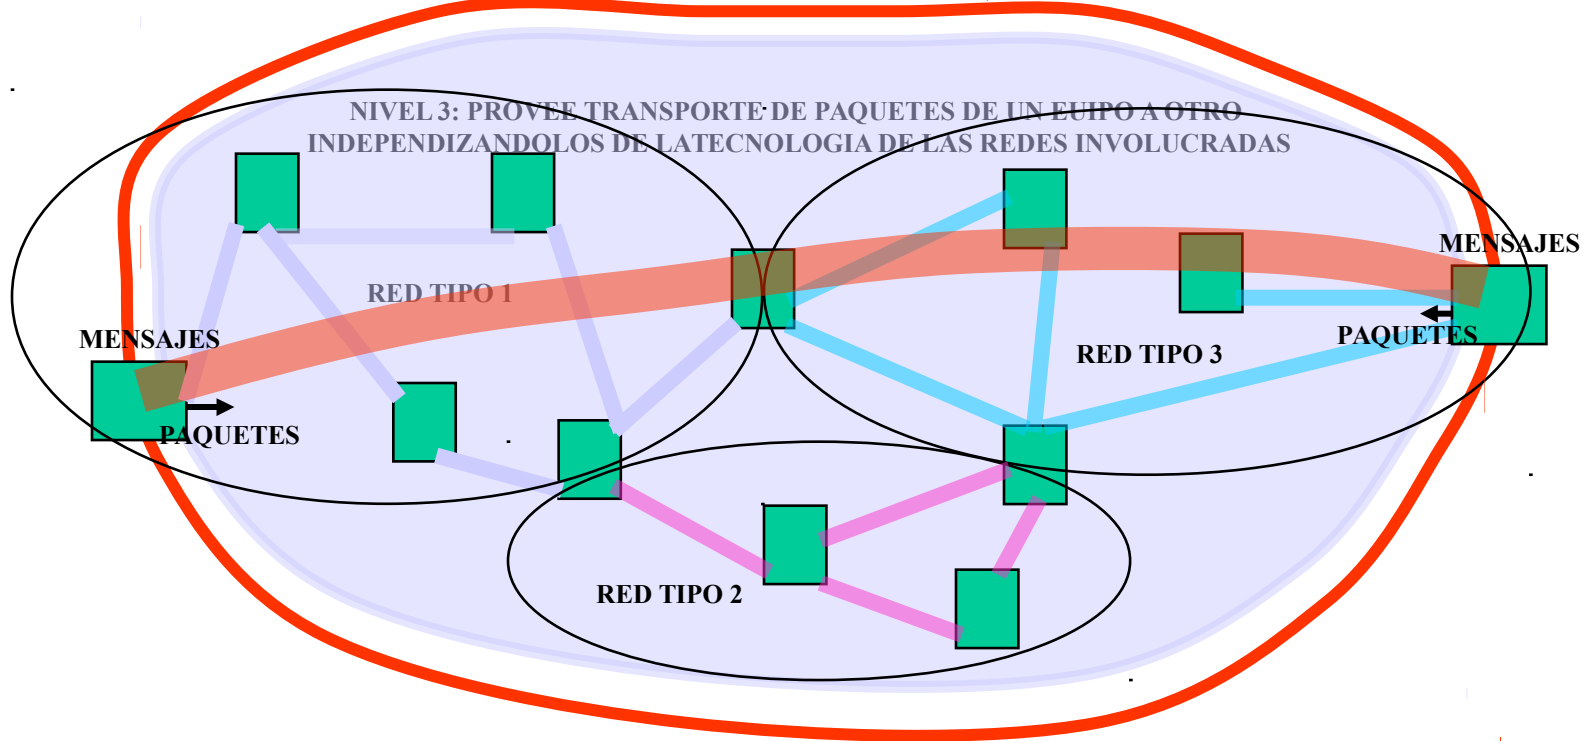 NIVEL 3: PROVEE TRANSPORTE DE PAQUETES DE UN EUIPO A OTRO
INDEPENDIZANDOLOS DE LATECNOLOGIA DE LAS REDES INVOLUCRADAS
MENSAJES
RED TIPO 1
MENSAJES
PAQUETES
RED TIPO 3
PAQUETES
RED TIPO 2